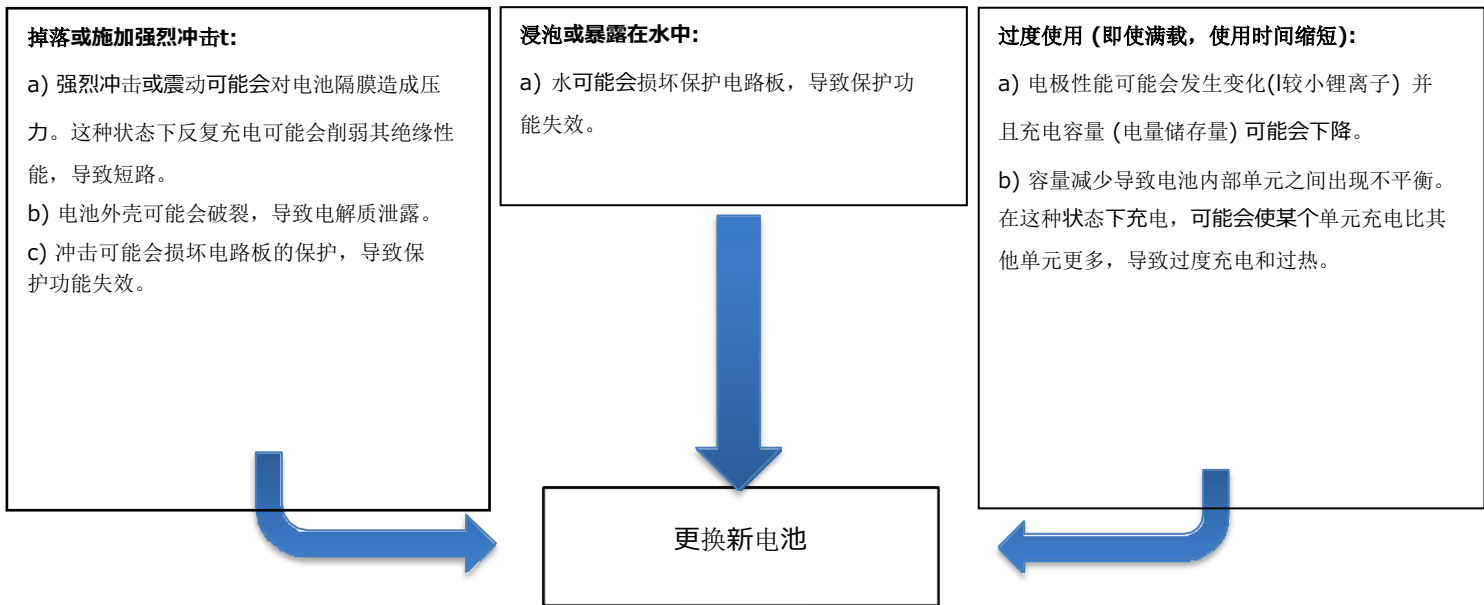 掉落或施加强烈冲击t:
a) 强烈冲击或震动可能会对电池隔膜造成压
力。这种状态下反复充电可能会削弱其绝缘性
能，导致短路。
b) 电池外壳可能会破裂，导致电解质泄露。
c) 冲击可能会损坏电路板的保护，导致保
护功能失效。
浸泡或暴露在水中:
a) 水可能会损坏保护电路板，导致保护功
能失效。
过度使用 (即使满载，使用时间缩短):
a) 电极性能可能会发生变化(l较小锂离子) 并
且充电容量 (电量储存量) 可能会下降。
b) 容量减少导致电池内部单元之间出现不平衡。
在这种状态下充电，可能会使某个单元充电比其
他单元更多，导致过度充电和过热。
更换新电池